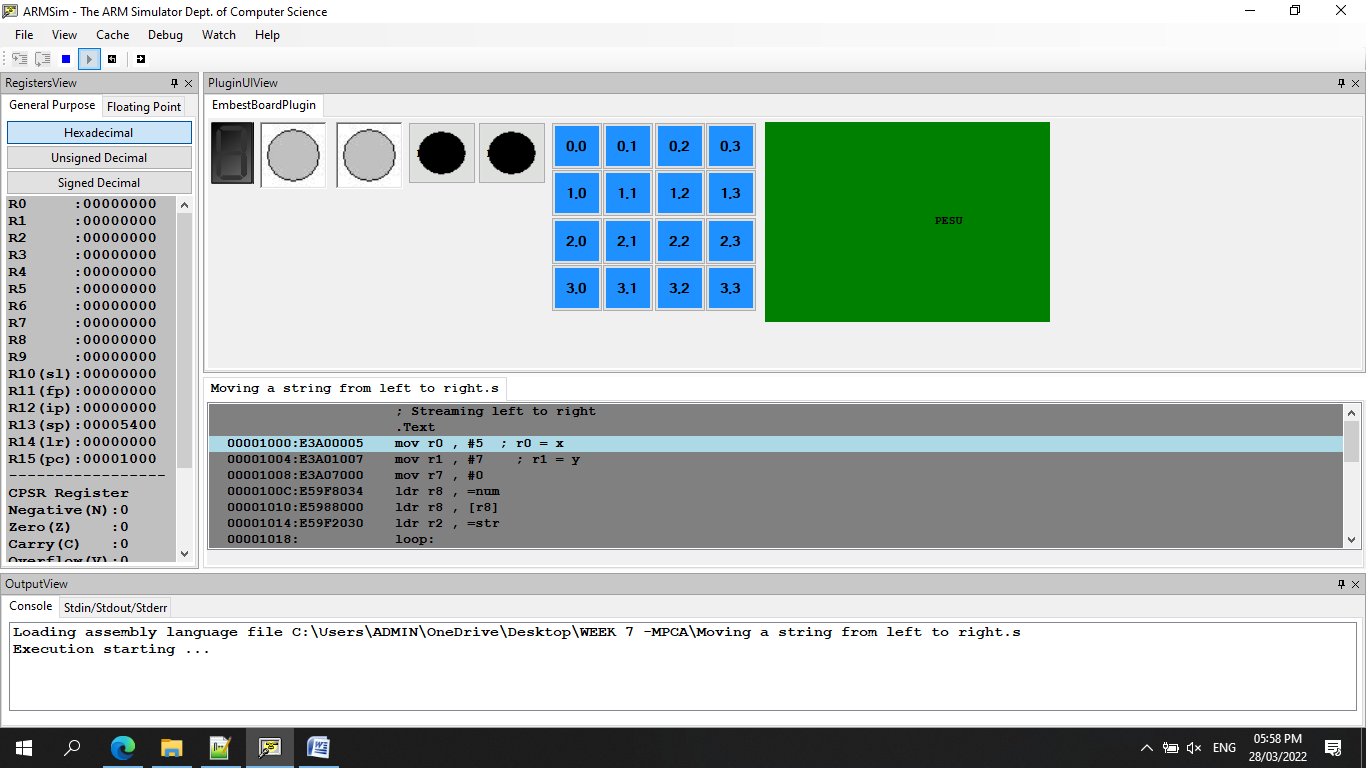 ARMSim - The ARM Simulator Dept. of Computer Science
File View Cache Debug Watch Help
RegistersView
General Purpose Floating Point
Hexadecimal
Unsigned Decimal
Signed Decimal
R0 :00000000
R1 :00000000
R2 :00000000
R3 :00000000
R4 :00000000
R5 :00000000
R6 :00000000
R7 :00000000
R8 :00000000
R9 :00000000
R10(sl):00000000
R11(fp):00000000
R12(ip):00000000
R13(sp):00005400
R14(lr):00000000
R15(pc):00001000
-----------------
CPSR Register
Negative(N):0
Zero(Z) :0
Carry(C) :0
Overflow(V):0
PluginUIView
EmbestBoardPlugin
0.0 0.1 0.2 0.3
1.0 1.1 1.2 1.3
2.0 2.1 2.2 2.3
3.0 3.1 3.2 3.3
PESU
Moving a string from left to right.s
; Streaming left to right
.Text
00001000:E3A00005 mov r0 , #5 ; r0 = x
00001004:E3A01007 mov r1 , #7 ; r1 = y
00001008:E3A07000 mov r7 , #0
0000100C:E59F8034 ldr r8 , =num
00001010:E5988000 ldr r8 , [r8]
00001014:E59F2030 ldr r2 , =str
00001018: loop:
OutputView
Console Stdin/Stdout/Stderr
Loading assembly language file C:\Users\ADMIN\OneDrive\Desktop\WEEK 7 -MPCA\Moving a string from left to right.s
Execution starting ...
ENG
05:58 PM
28/03/2022